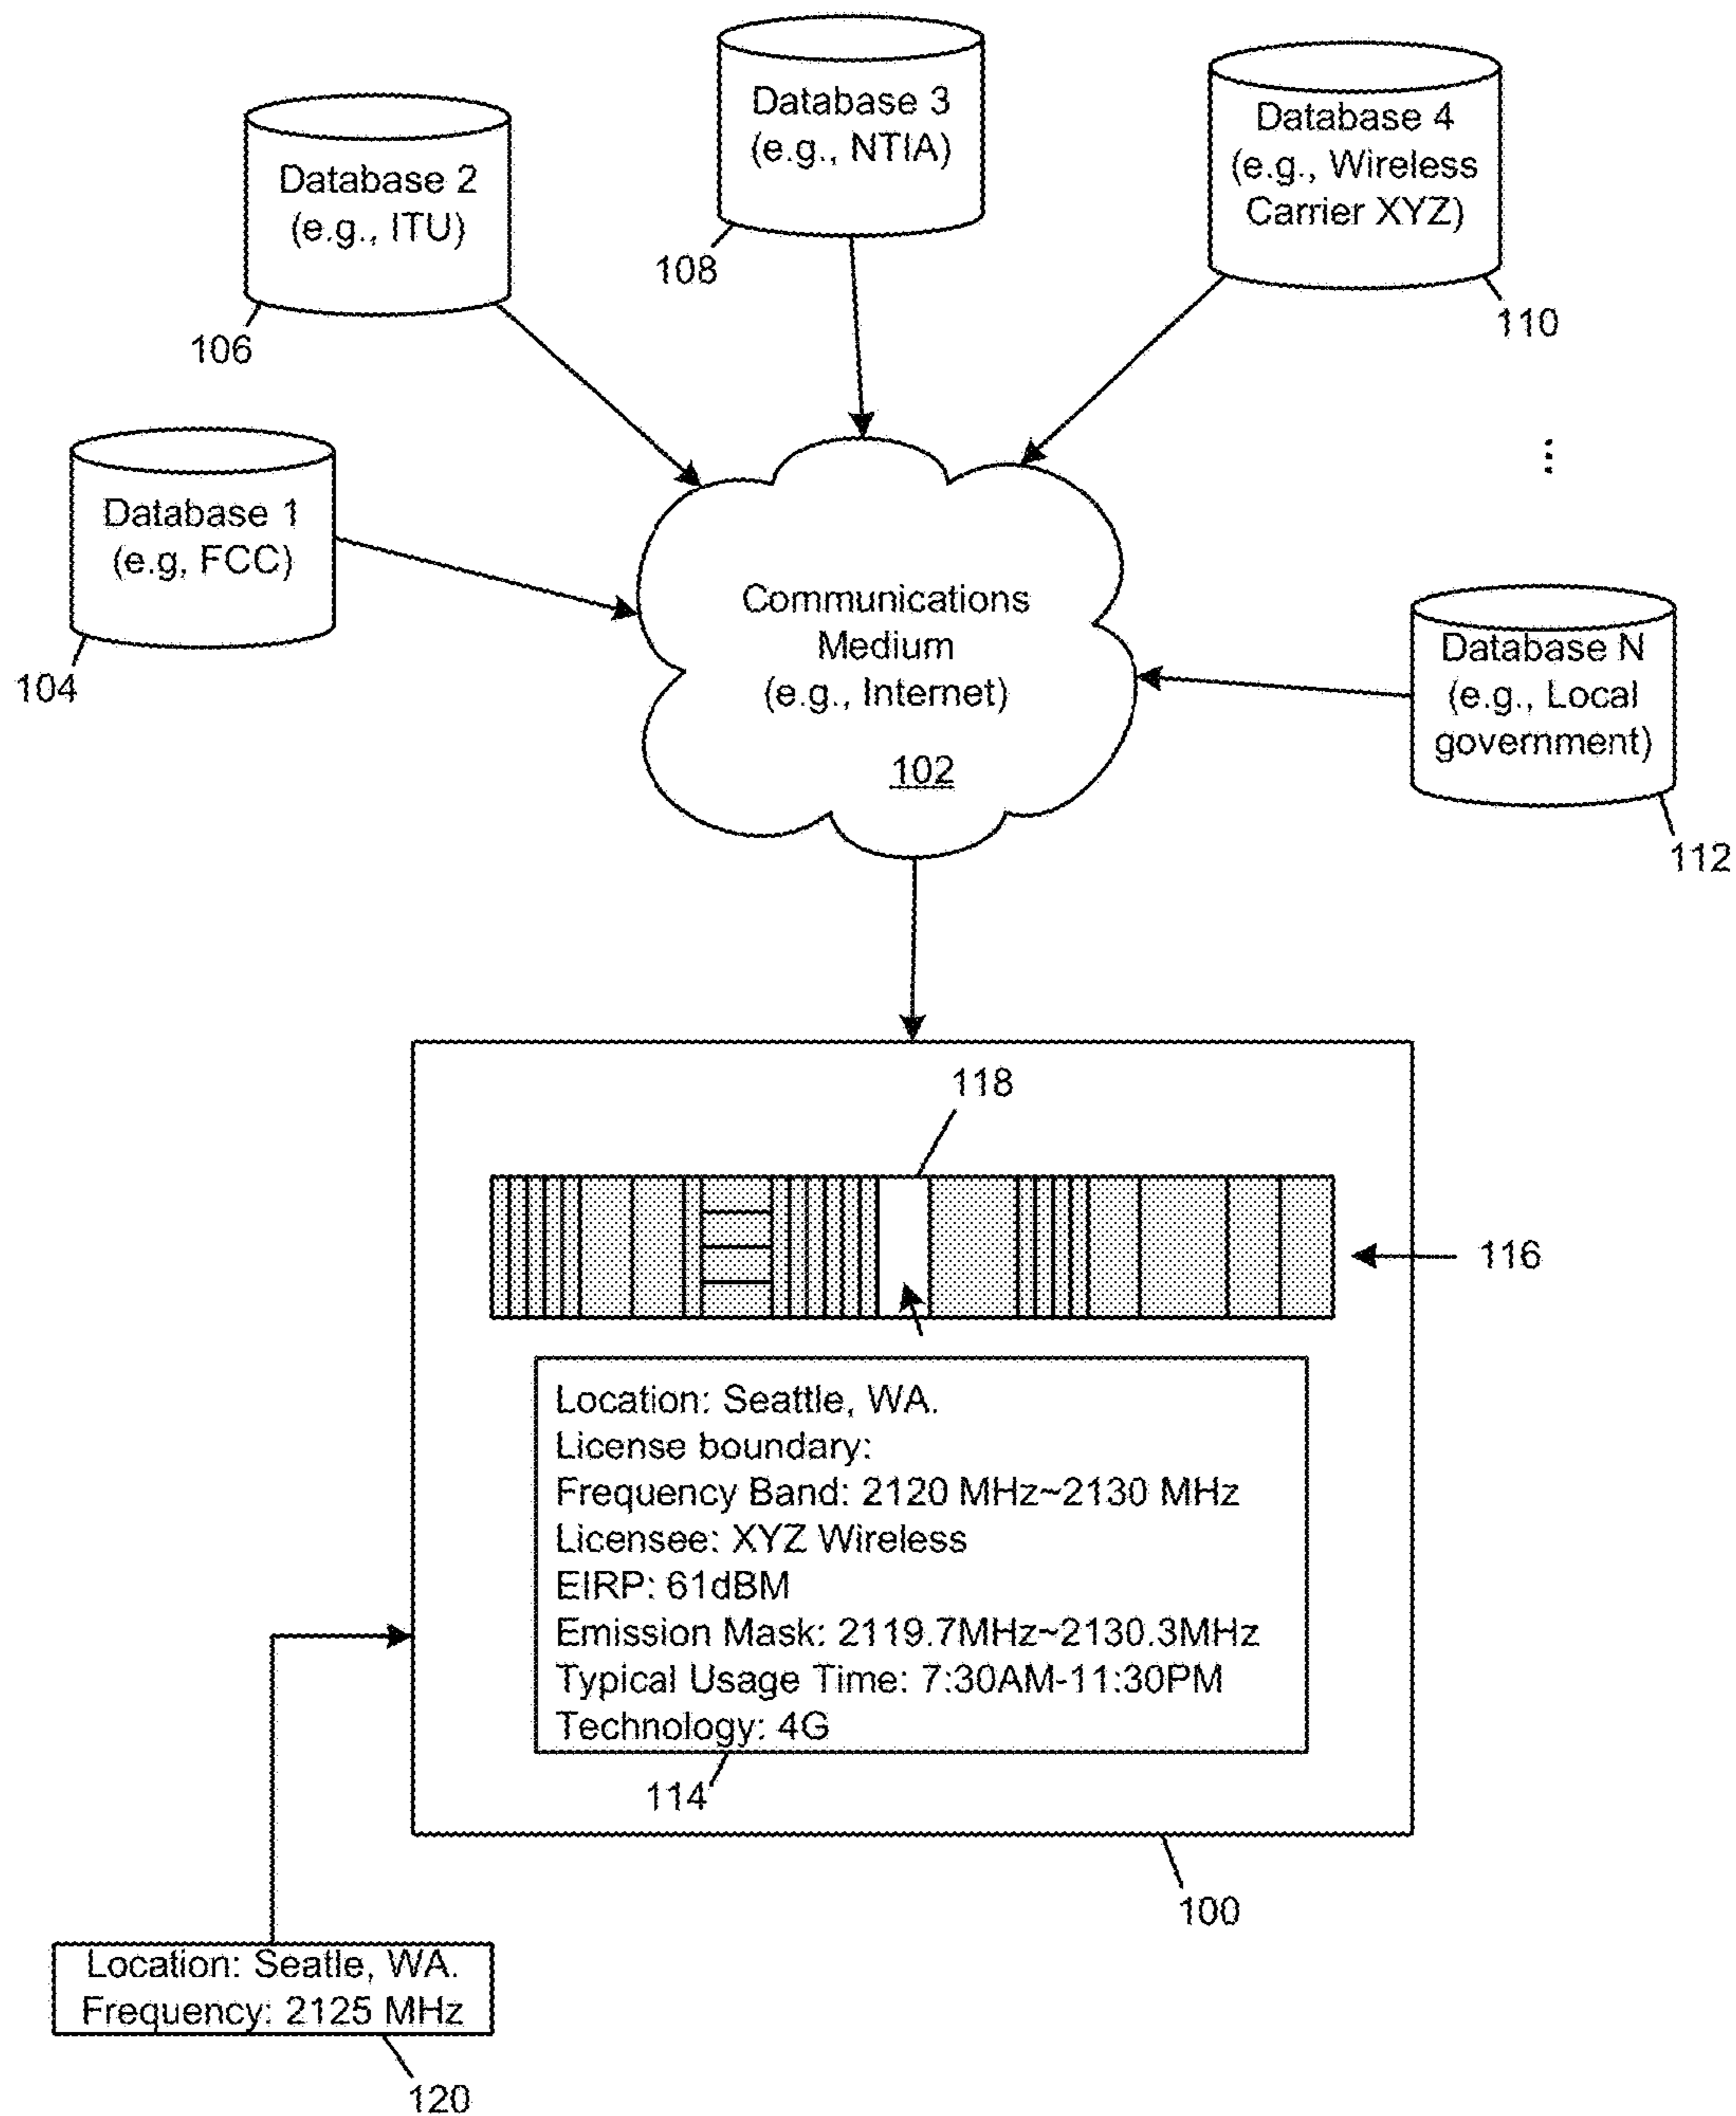 Database 3
(e.g., NTIA)
108
Database 4
(e.g., Wireless
Carrier XYZ)
110
Database 2
(e.g., ITU)
106
Database 1
(e.g, FCC)
104
...
Communications
Medium
(e.g., Internet)
102
Database N
(e.g., Local
government)
112
118
116
Location: Seattle, WA.
License boundary:
Frequency Band: 2120 MHz~2130 MHz
Licensee: XYZ Wireless
EIRP: 61dBM
Emission Mask: 2119.7MHz~2130.3MHz
Typical Usage Time: 7:30AM-11:30PM
Technology: 4G
114
100
Location: Seatle, WA.
Frequency: 2125 MHz
120